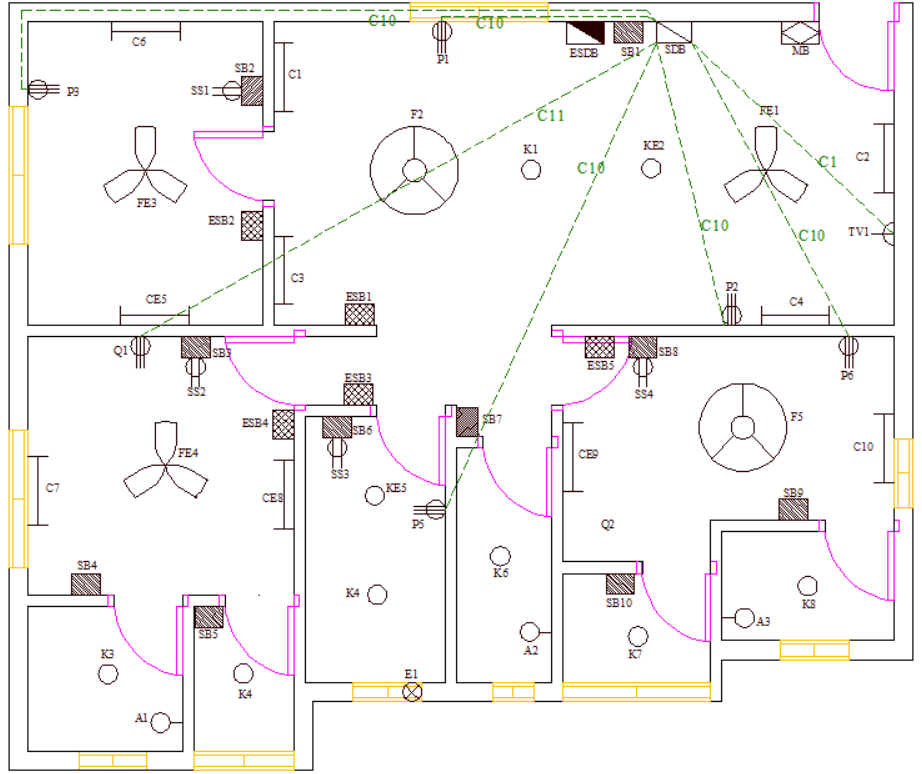 C10 C10
C6 P1 ESDB SB1 SDB MB
SB2 C1
P3 SS1
F2 C11 FE1
K1 KE2 C2
C10 C1
FE3
ESB2 C10 C10 TV1
C3
ESB1 P2
CE5 C4
Q1 SB3 SB8
ESB5 P6
SS2 ESB3 SS4
ESB4 SB7 F5
SB6
FE4 CE9 C10
SS3
C7 CE8 KE5 SB9
P5 Q2
K6
SB4 K4 SB10 K8
SB5 A3
K3 A2 K7
K4 E1
A1